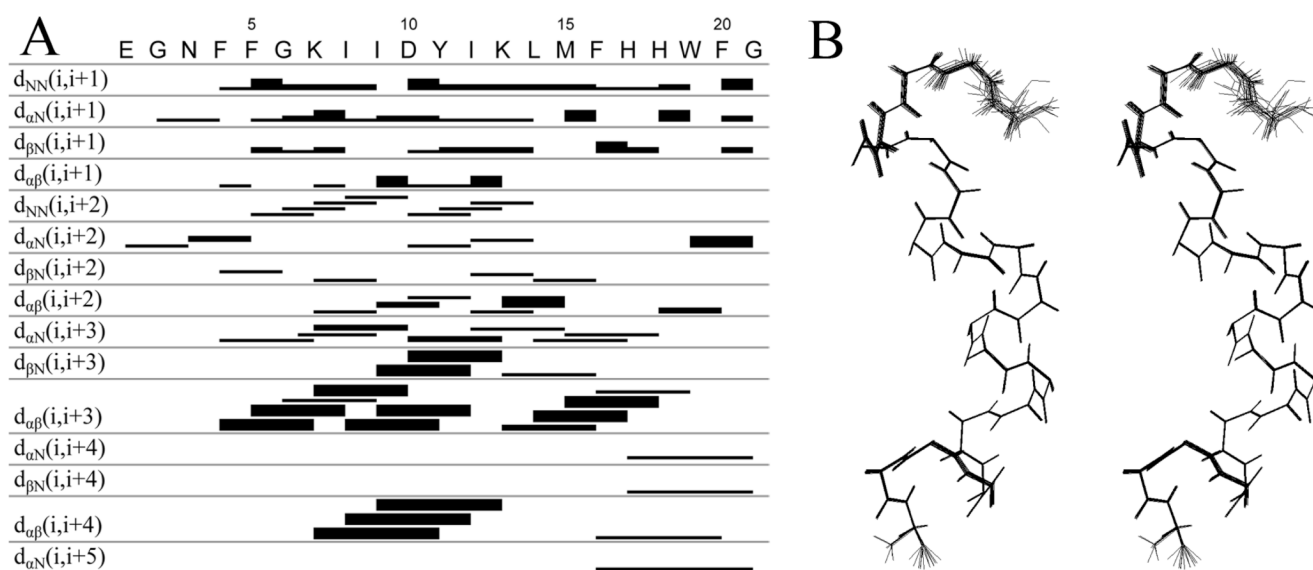 A
B
5 10 15 20
E G N F F G K I I D Y I K L M F H H W F G
dNN(i,i+1)
dαN(i,i+1)
dβN(i,i+1)
dαβ(i,i+1)
dNN(i,i+2)
dαN(i,i+2)
dβN(i,i+2)
dαβ(i,i+2)
dαN(i,i+3)
dβN(i,i+3)
dαβ(i,i+3)
dαN(i,i+4)
dβN(i,i+4)
dαβ(i,i+4)
dαN(i,i+5)